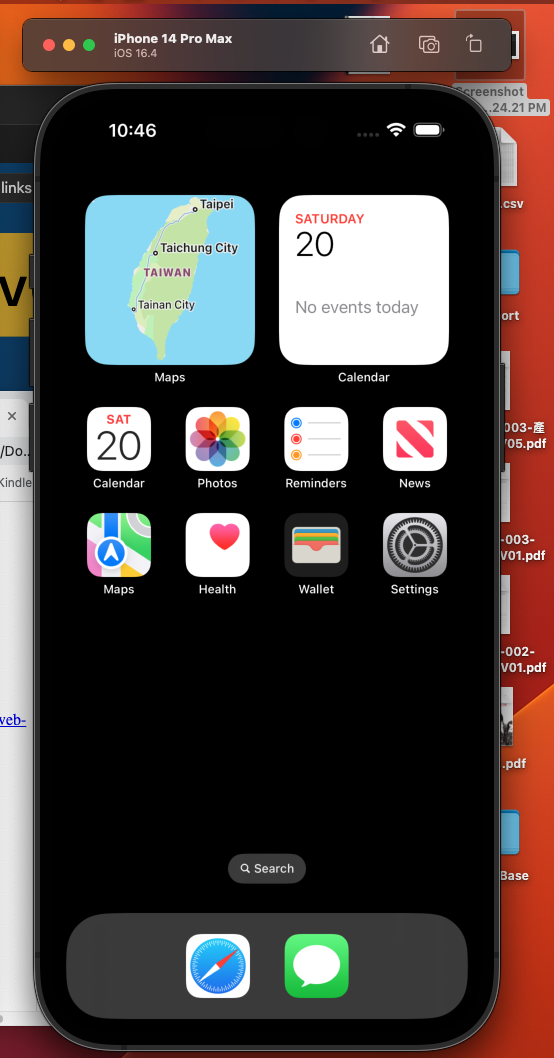 iPhone 14 Pro Max
iOS 16.4
Screenshot
...24.21 PM
links
.csv
10:46
Taipei
Taichung City
TAIWAN
Tainan City
Maps
SATURDAY
20
No events today
Calendar
V
ort
SAT
20
Calendar
Photos
Reminders
News
/Do...
Kindle
003-產
V05.pdf
Maps
Health
Wallet
Settings
-003-
V01.pdf
-002-
V01.pdf
web-
.pdf
Search
Base